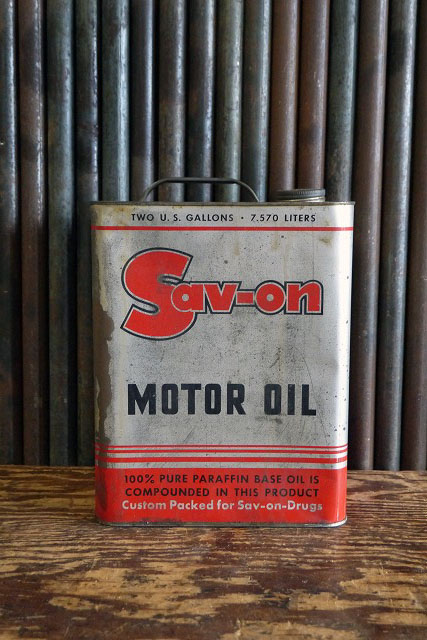 TWO U.S. GALLONS · 7.570 LITERS
Sav-on
MOTOR OIL
100% PURE PARAFFIN BASE OIL IS
COMPOUNDED IN THIS PRODUCT
Custom Packed for Sav-on-Drugs